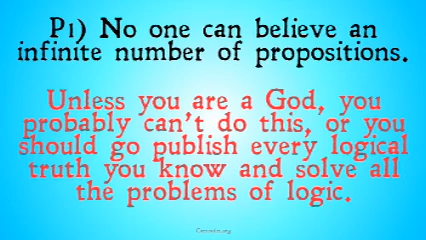 P1) No one can believe an
infinite number of propositions.
Unless you are a God, you
probably can't do this, or you
should go publish every logical
truth you know and solve all
the problems of logic.